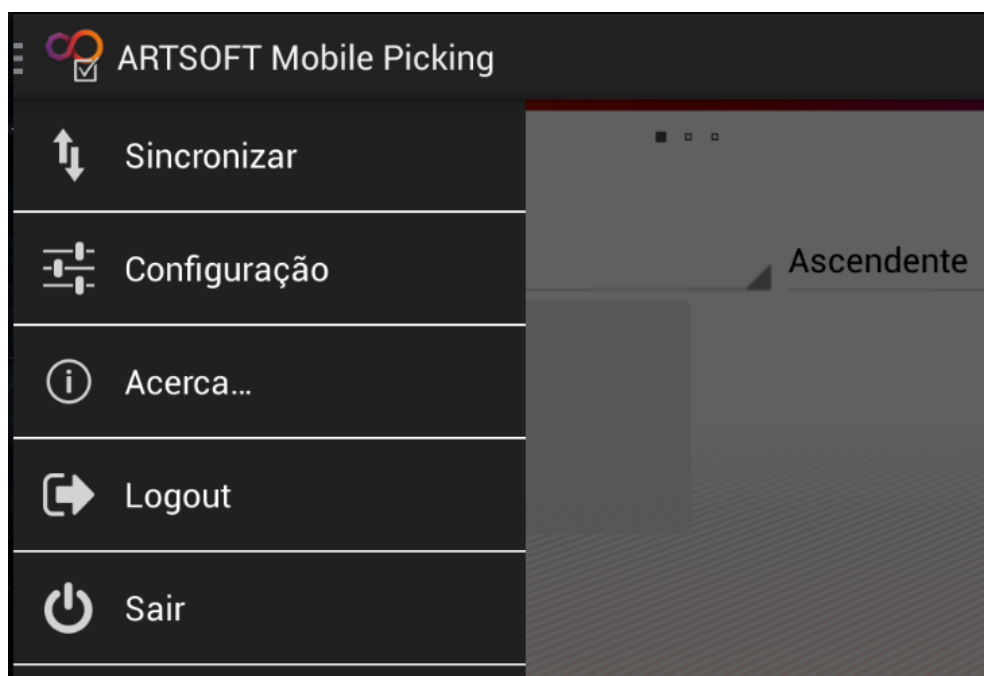 ARTSOFT Mobile Picking
Sincronizar
Ascendente
Configuração
Acerca...
Logout
Sair